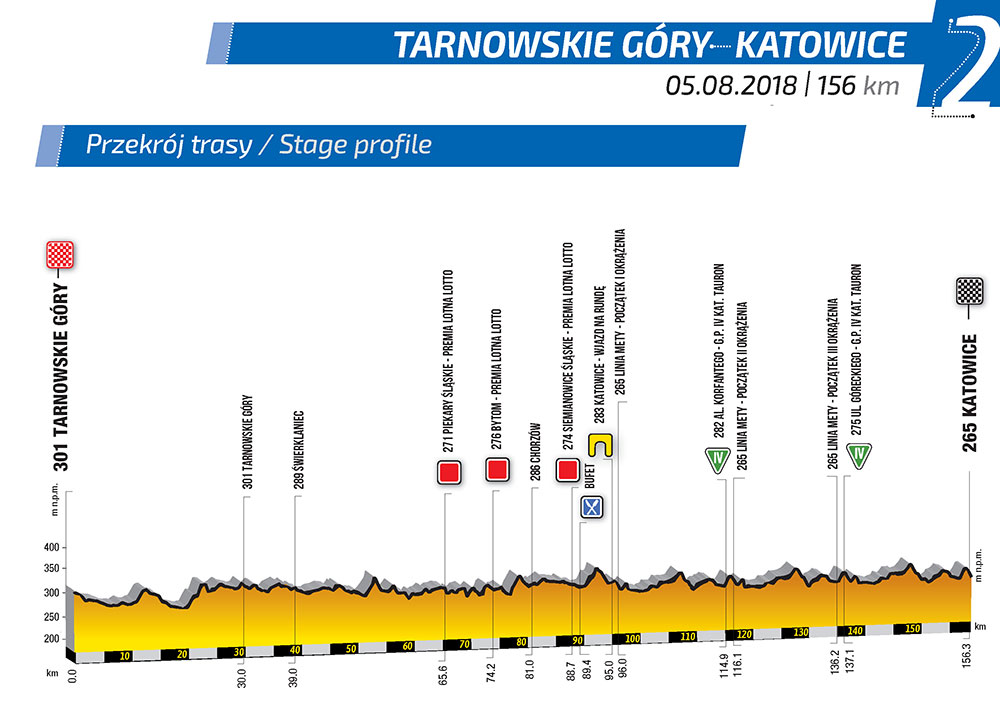 TARNOWSKIE GÓRY KATOWICE
2
05.08.2018 | 156 km
Przekrój trasy / Stage profile
301 TARNOWSKIE GÓRY
301 TARNOWSKIE GÓRY
289 ŚWIERKLANIEC
271 PIEKARY ŚLĄSKIE - PREMIA LOTNA LOTTO
276 BYTOM - PREMIA LOTNA LOTTO
286 CHORZÓW
274 SIEMIANOWICE ŚLĄSKIE - PREMIA LOTNA LOTTO
BUFET
283 KATOWICE - WJAZD NA RUNDĘ
265 LINIA METY - POCZĄTEK I OKRĄŻENIA
282 AL. KORFANTEGO - G.P. IV KAT. TAURON
IV
265 LINIA METY - POCZĄTEK II OKRĄŻENIA
265 LINIA METY - POCZĄTEK III OKRĄŻENIA
275 UL. GÓRECKIEGO - G.P. IV KAT. TAURON
IV
265 KATOWICE
m n.p.m.
400
350
300
250
200
m n.p.m.
10 20 30 40 50 60 70 80 90 100 110 120 130 140 150
km
km
0.0 30.0 39.0 65.6 74.2 81.0 88.7 89.4 95.0 96.0 114.9 116.1 136.2 137.1 156.3